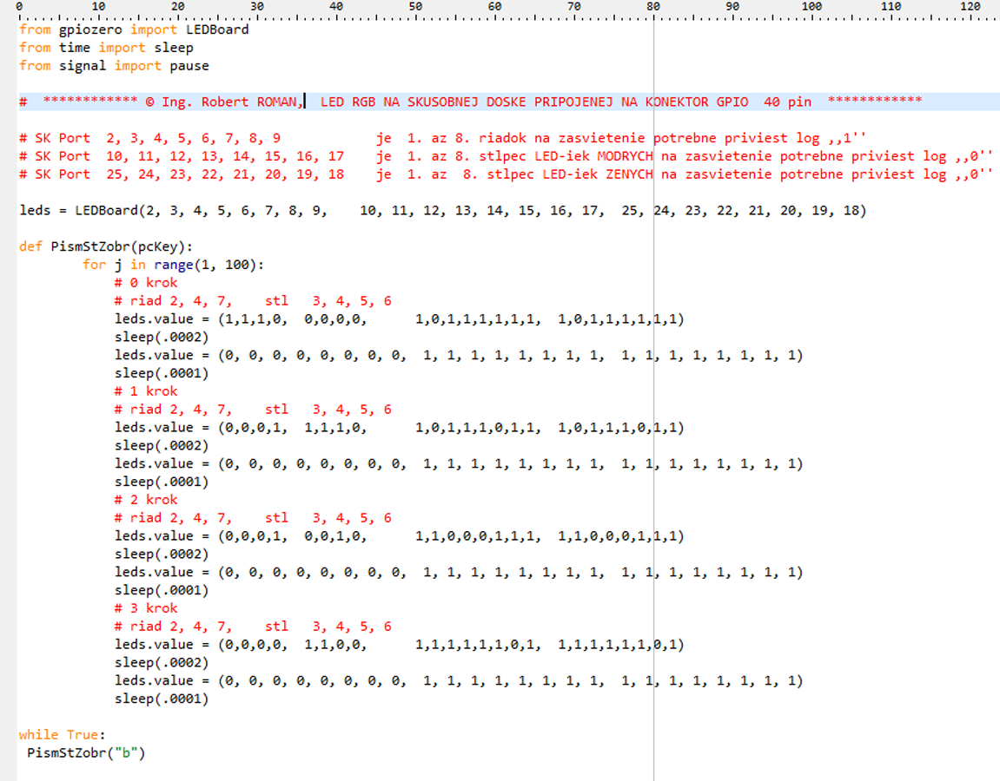 0 10 20 30 40 50 60 70 80 90 100 110 120
from gpiozero import LEDBoard
from time import sleep
from signal import pause
# ************ © Ing. Robert ROMAN, LED RGB NA SKUSOBNEJ DOSKE PRIPOJENEJ NA KONEKTOR GPIO 40 pin ************
# SK Port 2, 3, 4, 5, 6, 7, 8, 9 je 1. az 8. riadok na zasvietenie potrebne priviest log ,,1''
# SK Port 10, 11, 12, 13, 14, 15, 16, 17 je 1. az 8. stlpec LED-iek MODRYCH na zasvietenie potrebne priviest log ,,0''
# SK Port 25, 24, 23, 22, 21, 20, 19, 18 je 1. az 8. stlpec LED-iek ZENYCH na zasvietenie potrebne priviest log ,,0''
leds = LEDBoard(2, 3, 4, 5, 6, 7, 8, 9, 10, 11, 12, 13, 14, 15, 16, 17, 25, 24, 23, 22, 21, 20, 19, 18)
def PismStZobr(pcKey):
for j in range(1, 100):
# 0 krok
# riad 2, 4, 7, stl 3, 4, 5, 6
leds.value = (1,1,1,0, 0,0,0,0, 1,0,1,1,1,1,1,1, 1,0,1,1,1,1,1,1)
sleep(.0002)
leds.value = (0, 0, 0, 0, 0, 0, 0, 0, 1, 1, 1, 1, 1, 1, 1, 1, 1, 1, 1, 1, 1, 1, 1, 1)
sleep(.0001)
# 1 krok
# riad 2, 4, 7, stl 3, 4, 5, 6
leds.value = (0,0,0,1, 1,1,1,0, 1,0,1,1,1,0,1,1, 1,0,1,1,1,0,1,1)
sleep(.0002)
leds.value = (0, 0, 0, 0, 0, 0, 0, 0, 1, 1, 1, 1, 1, 1, 1, 1, 1, 1, 1, 1, 1, 1, 1, 1)
sleep(.0001)
# 2 krok
# riad 2, 4, 7, stl 3, 4, 5, 6
leds.value = (0,0,0,1, 0,0,1,0, 1,1,0,0,0,1,1,1, 1,1,0,0,0,1,1,1)
sleep(.0002)
leds.value = (0, 0, 0, 0, 0, 0, 0, 0, 1, 1, 1, 1, 1, 1, 1, 1, 1, 1, 1, 1, 1, 1, 1, 1)
sleep(.0001)
# 3 krok
# riad 2, 4, 7, stl 3, 4, 5, 6
leds.value = (0,0,0,0, 1,1,0,0, 1,1,1,1,1,1,0,1, 1,1,1,1,1,1,0,1)
sleep(.0002)
leds.value = (0, 0, 0, 0, 0, 0, 0, 0, 1, 1, 1, 1, 1, 1, 1, 1, 1, 1, 1, 1, 1, 1, 1, 1)
sleep(.0001)
while True:
PismStZobr("b")